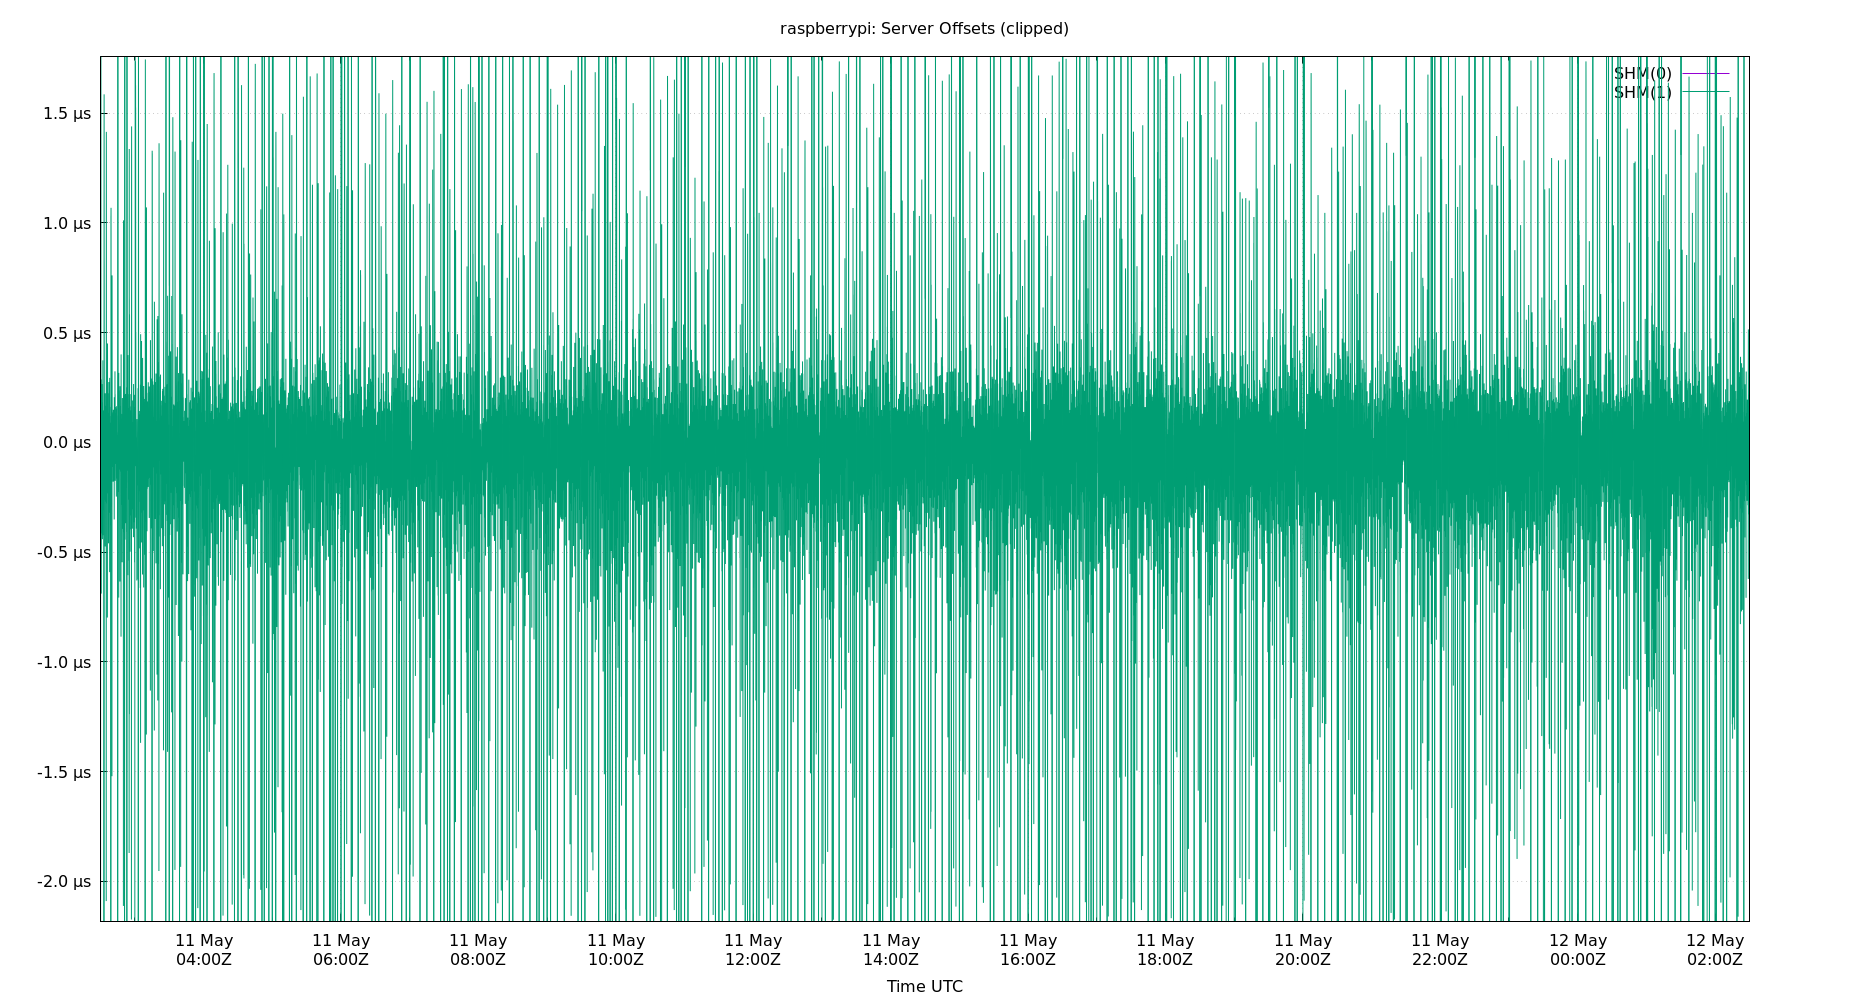 raspberrypi: Server Offsets (clipped)
SHM(0)
SHM(1)
1.5 µs
1.0 µs
0.5 µs
0.0 µs
-0.5 µs
-1.0 µs
-1.5 µs
-2.0 µs
11 May 11 May 11 May 11 May 11 May 11 May 11 May 11 May 11 May 11 May 12 May 12 May
04:00Z 06:00Z 08:00Z 10:00Z 12:00Z 14:00Z 16:00Z 18:00Z 20:00Z 22:00Z 00:00Z 02:00Z
Time UTC